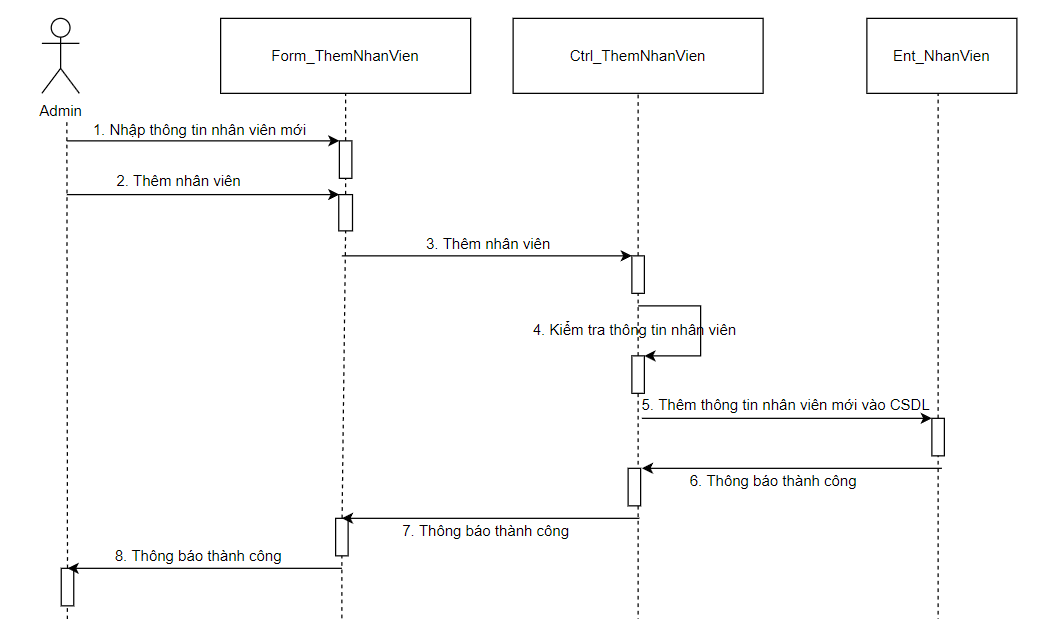 Form_ThemNhanVien
Ctrl_ThemNhanVien
Ent_NhanVien
Admin
1. Nhập thông tin nhân viên mới
2. Thêm nhân viên
3. Thêm nhân viên
4. Kiểm tra thông tin nhân viên
5. Thêm thông tin nhân viên mới vào CSDL
6. Thông báo thành công
7. Thông báo thành công
8. Thông báo thành công